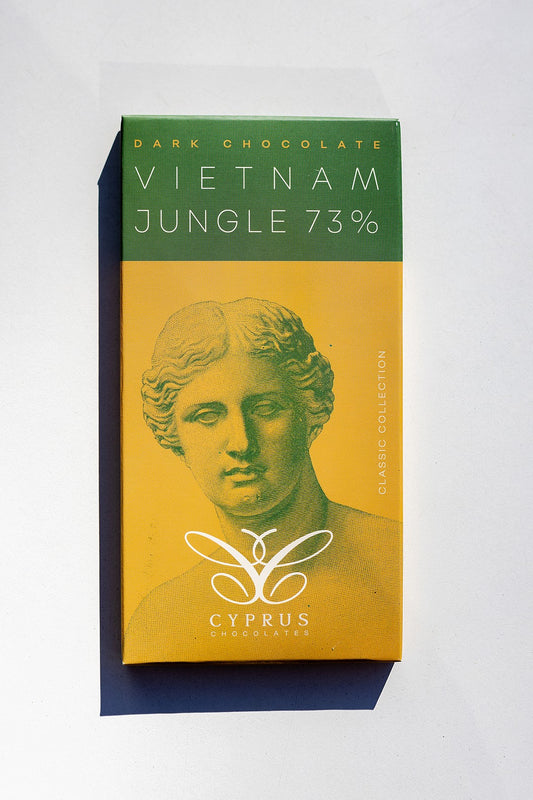 DARK CHOCOLATE
VIETNAM
JUNGLE 73%
CLASSIC COLLECTION
CYPRUS
CHOCOLATES